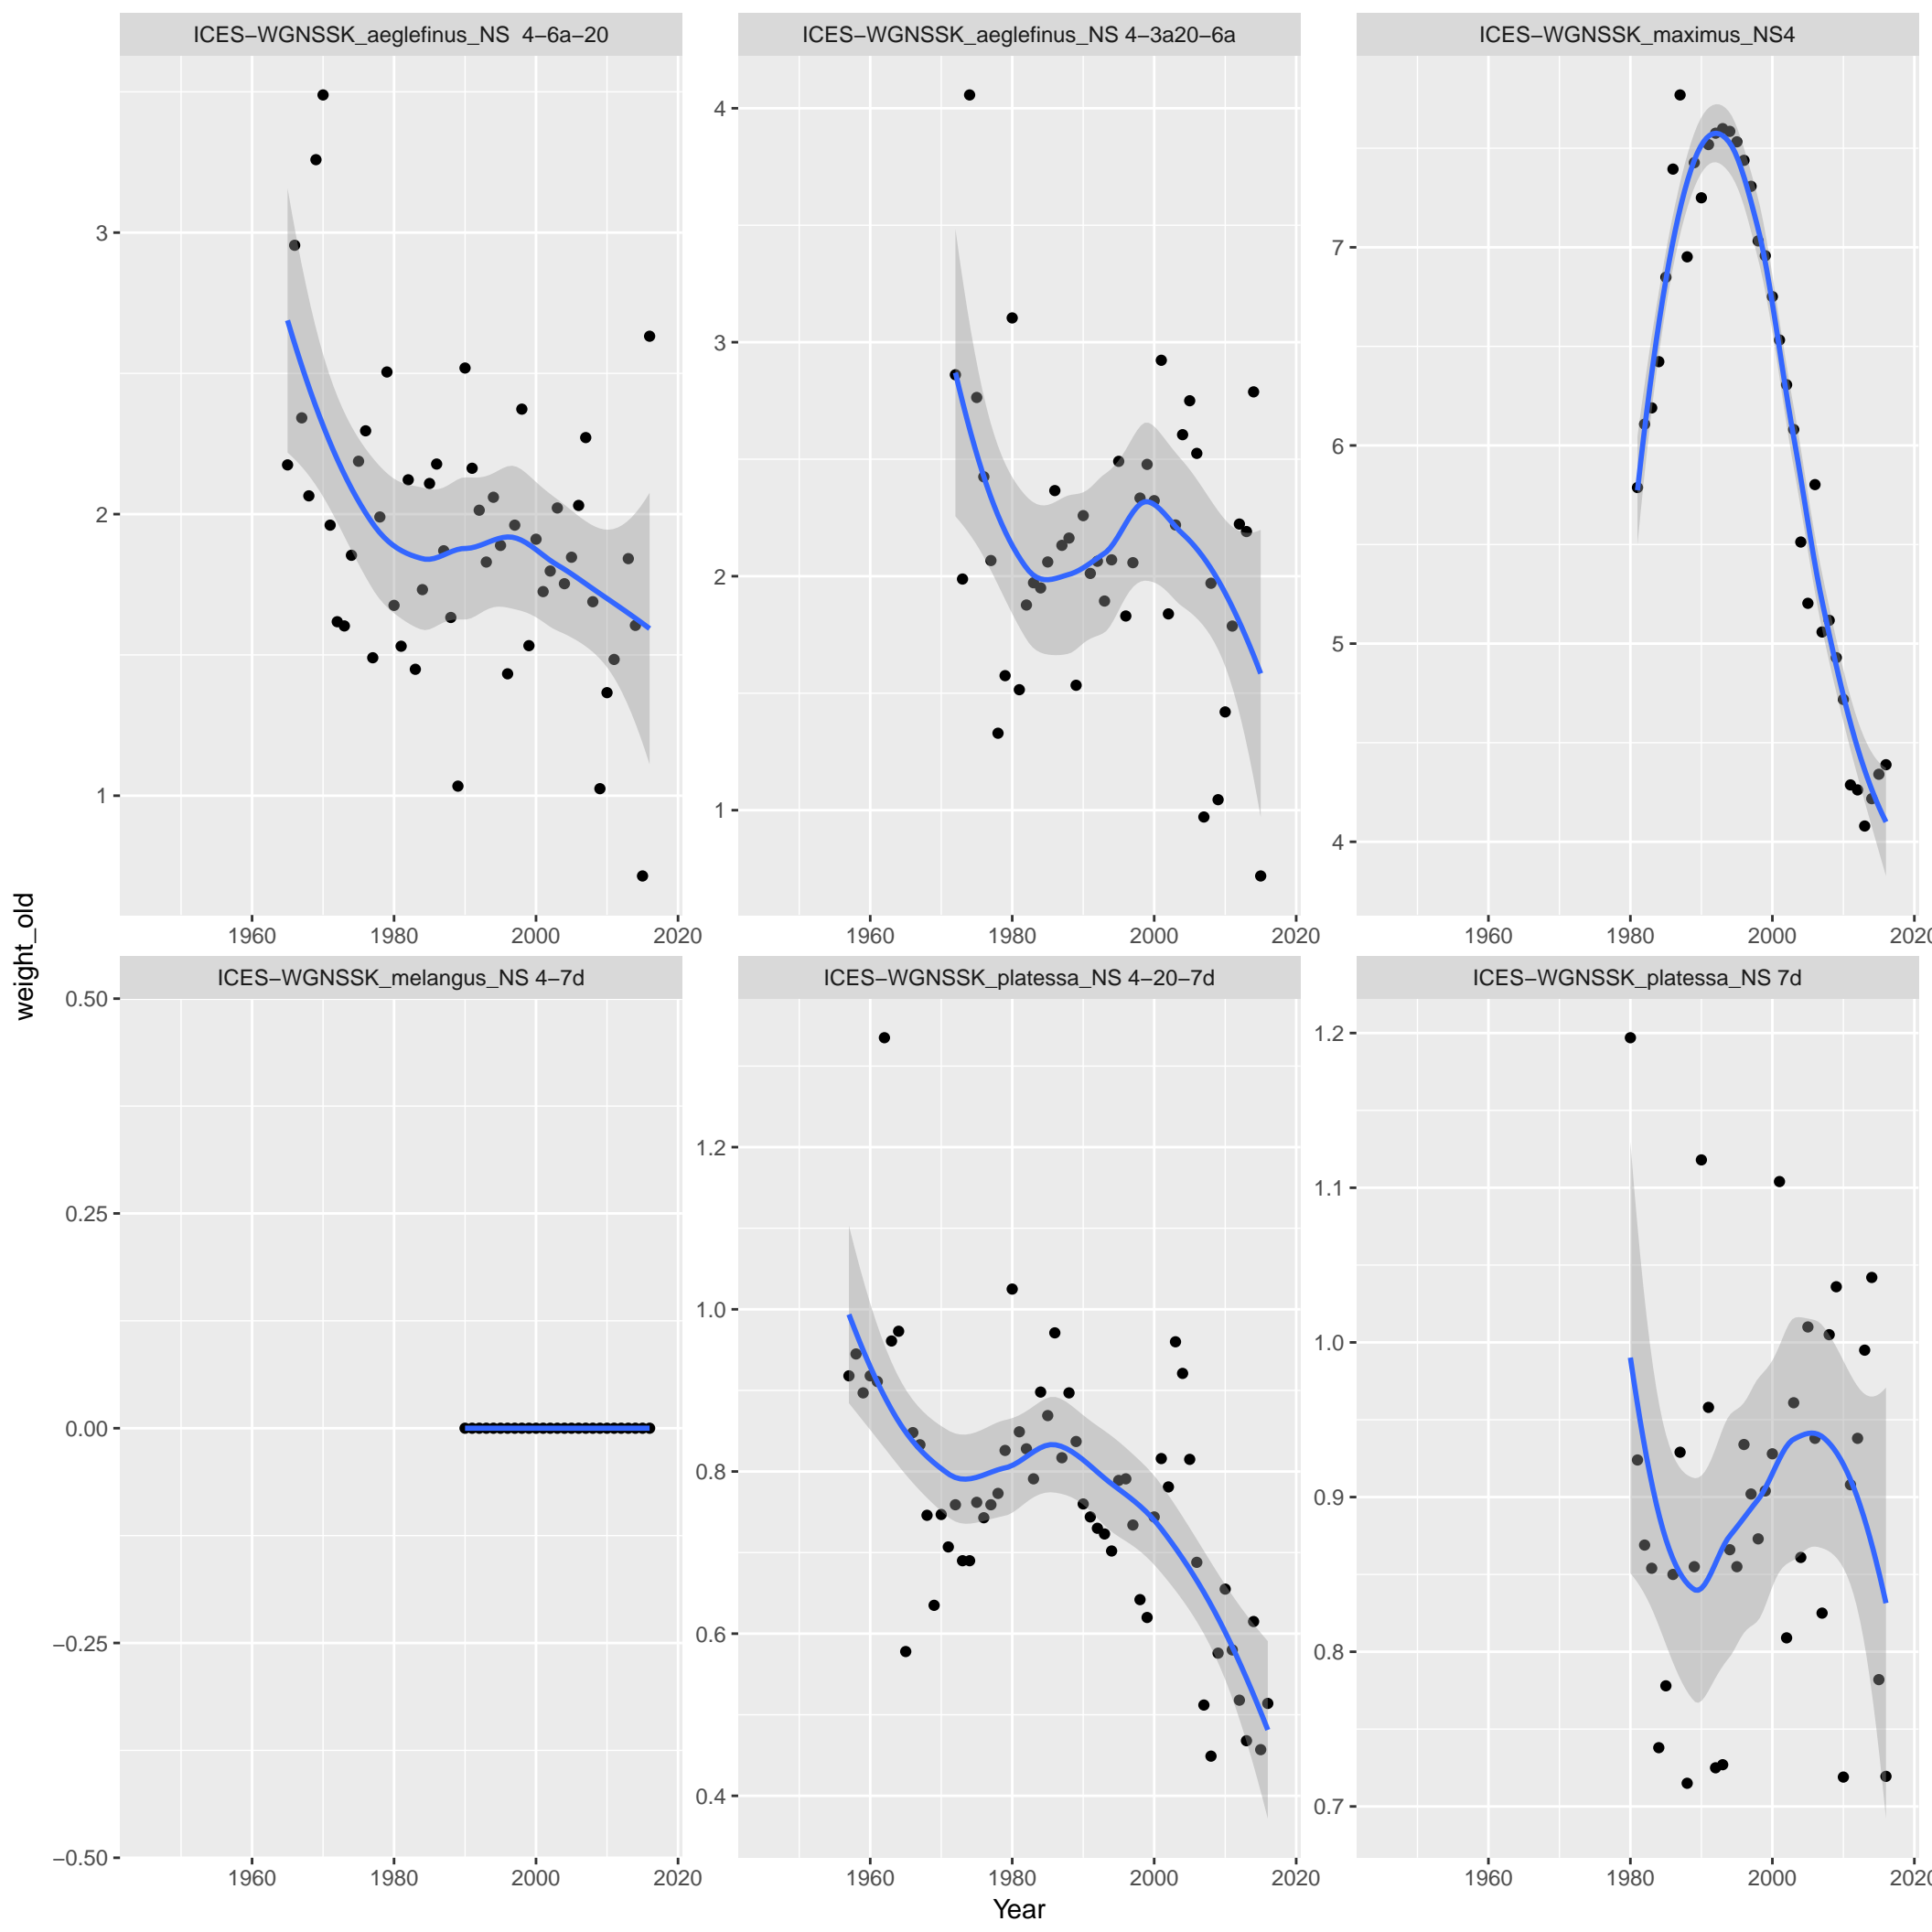 ICES−WGNSSK_aeglefinus_NS  4−6a−20
ICES−WGNSSK_aeglefinus_NS 4−3a20−6a
ICES−WGNSSK_maximus_NS4
3
2
1
4
3
2
1
7
6
5
4
1960 1980 2000 2020
1960 1980 2000 2020
1960 1980 2000 2020
weight_old
ICES−WGNSSK_melangus_NS 4−7d
ICES−WGNSSK_platessa_NS 4−20−7d
ICES−WGNSSK_platessa_NS 7d
0.50
0.25
0.00
−0.25
−0.50
1.2
1.0
0.8
0.6
0.4
1.2
1.1
1.0
0.9
0.8
0.7
1960 1980 2000 2020
1960 1980 2000 2020
1960 1980 2000 2020
Year